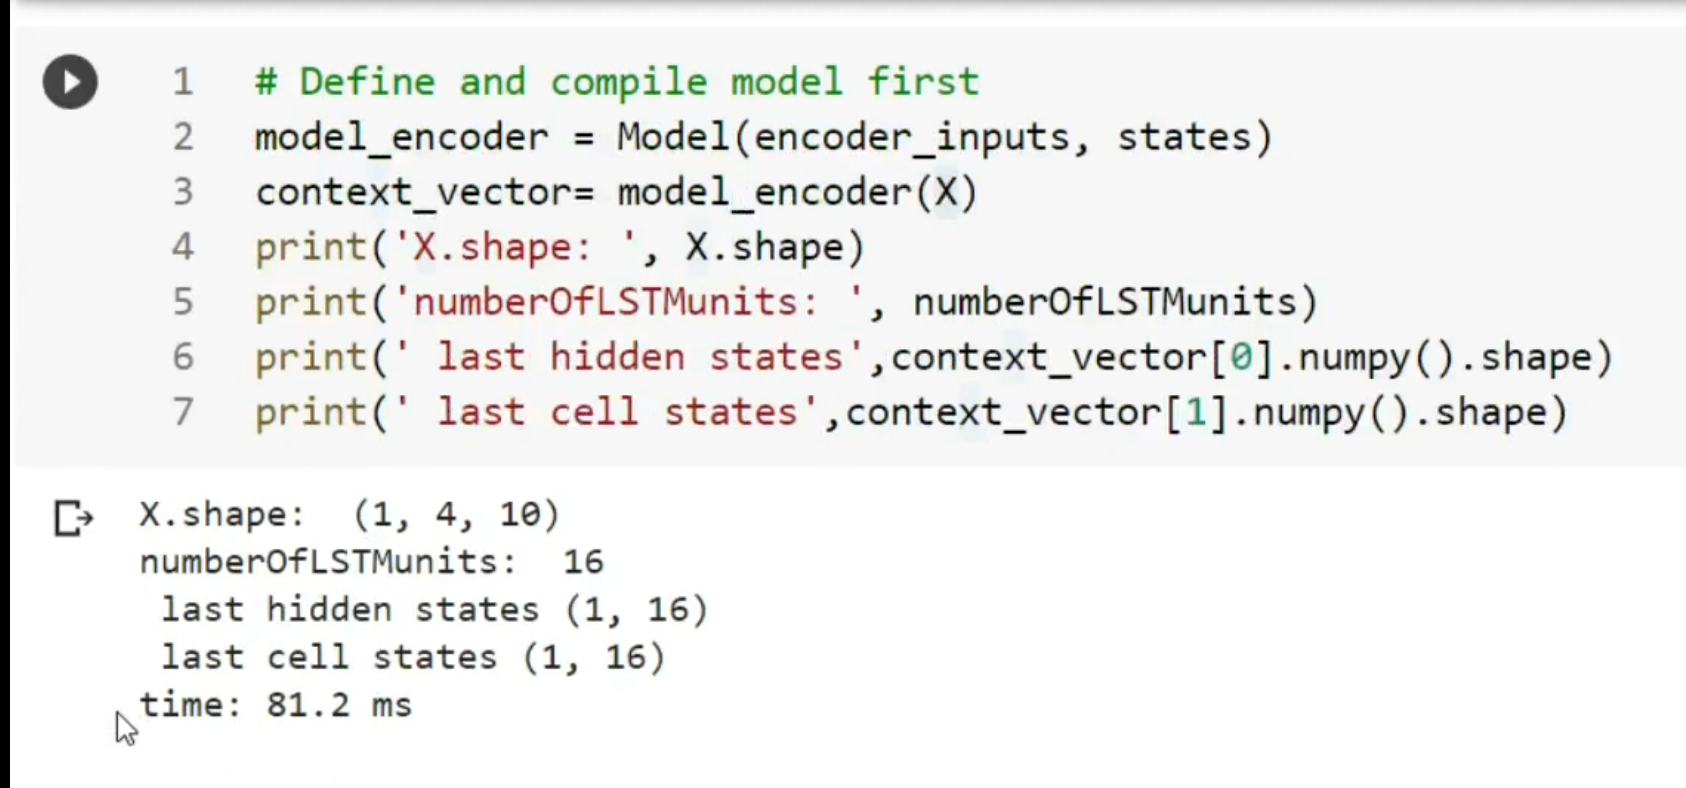 1 # Define and compile model first
2 model_encoder = Model(encoder_inputs, states)
3 context_vector= model_encoder(X)
4 print('X.shape: ', X.shape)
5 print('numberOfLSTMunits: ', numberOfLSTMunits)
6 print(' last hidden states',context_vector[0].numpy().shape)
7 print(' last cell states',context_vector[1].numpy().shape)
X.shape:  (1, 4, 10)
numberOfLSTMunits:  16
 last hidden states (1, 16)
 last cell states (1, 16)
time: 81.2 ms